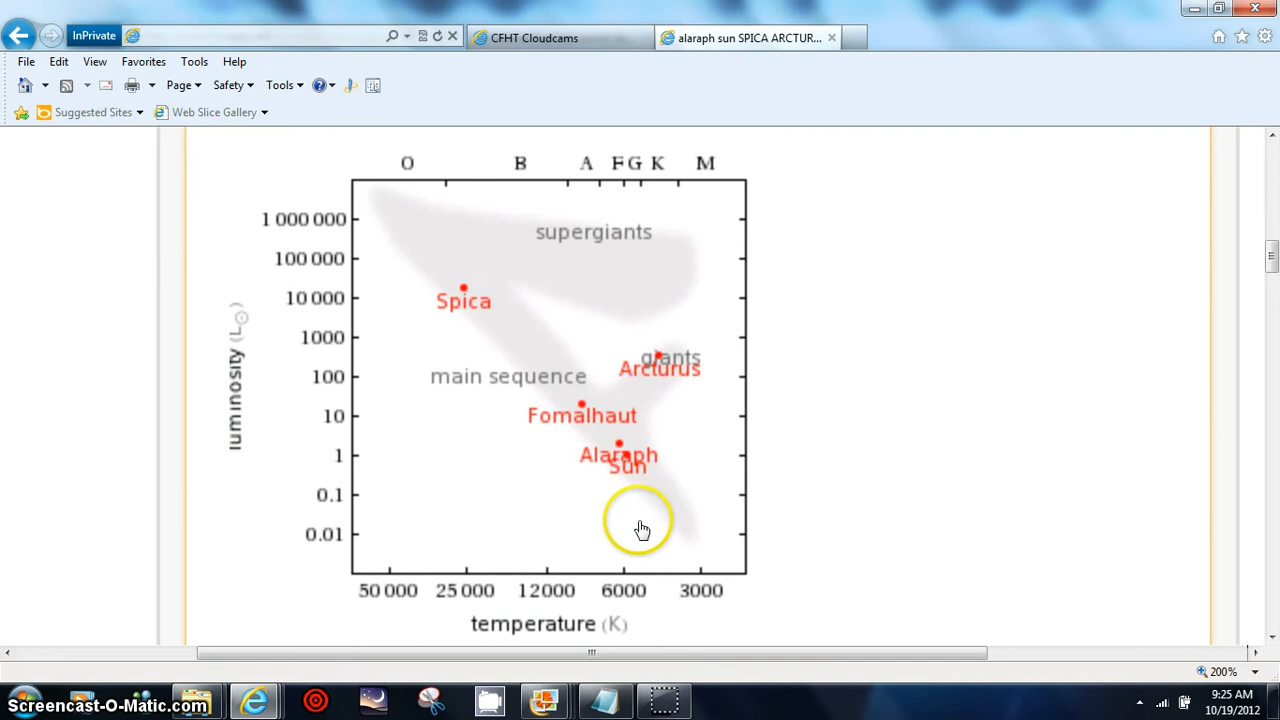 InPrivate
CFHT Cloudcams
alaraph sun SPICA ARCTUR...
File Edit View Favorites Tools Help
Page Safety Tools
Suggested Sites Web Slice Gallery
O B A F G K M
1 000 000
supergiants
100 000
10 000
Spica
1000
giants
Arcturus
100
main sequence
10
Fomalhaut
1
Alaraph
Sun
0.1
0.01
luminosity (L☉)
50 000 25 000 12 000 6000 3000
temperature (K)
200%
Screencast-O-Matic.com
9:25 AM
10/19/2012